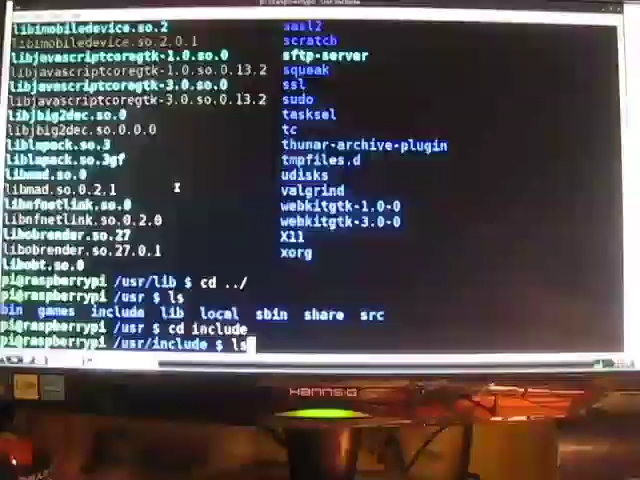 pi@raspberrypi: /usr/include
libimobiledevice.so.2 sasl2
libimobiledevice.so.2.0.1 scratch
libjavascriptcoregtk-1.0.so.0 sftp-server
libjavascriptcoregtk-1.0.so.0.13.2 squeak
libjavascriptcoregtk-3.0.so.0 ssl
libjavascriptcoregtk-3.0.so.0.13.2 sudo
libjbig2dec.so.0 tasksel
libjbig2dec.so.0.0.0 tc
liblapack.so.3 thunar-archive-plugin
liblapack.so.3gf tmpfiles.d
libmad.so.0 udisks
libmad.so.0.2.1 valgrind
libnfnetlink.so.0 webkitgtk-1.0-0
libnfnetlink.so.0.2.0 webkitgtk-3.0-0
libobrender.so.27 X11
libobrender.so.27.0.1 xorg
libobt.so.0
pi@raspberrypi /usr/lib $ cd ../
pi@raspberrypi /usr $ ls
bin games include lib local sbin share src
pi@raspberrypi /usr $ cd include
pi@raspberrypi /usr/include $ ls
HANNS-G